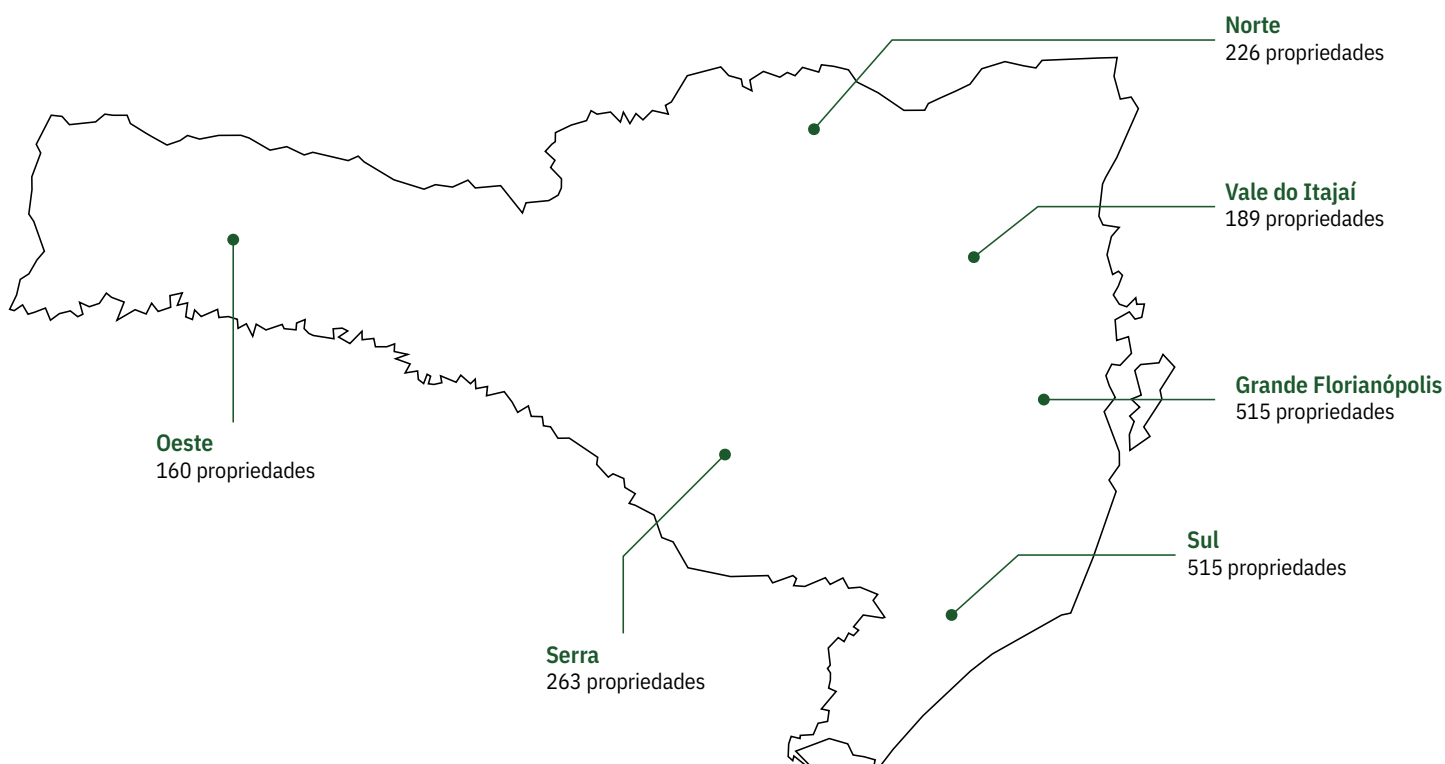 Norte
226 propriedades
Vale do Itajaí
189 propriedades
Grande Florianópolis
515 propriedades
Oeste
160 propriedades
Sul
515 propriedades
Serra
263 propriedades